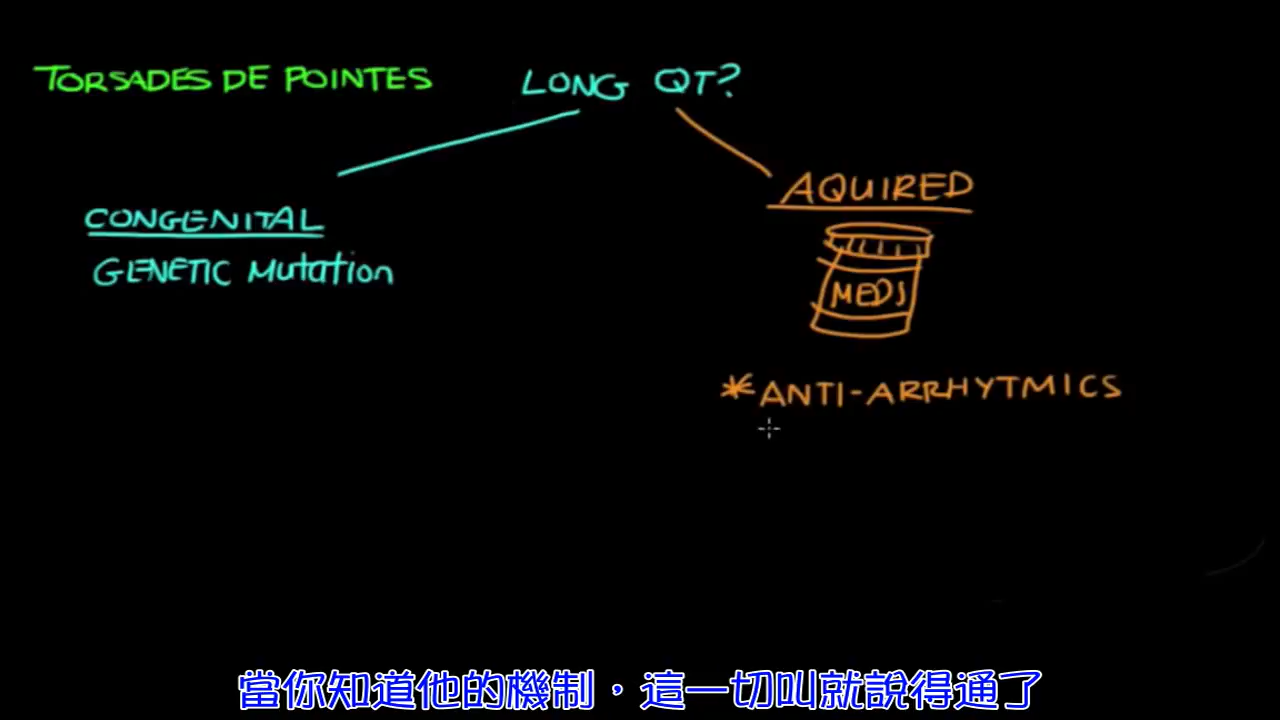 TORSADES DE POINTES LONG QT?
AQUIRED
CONGENITAL
GENETIC Mutation
MEDS
*ANTI-ARRHYTMICS
當你知道他的機制，這一切叫就說得通了